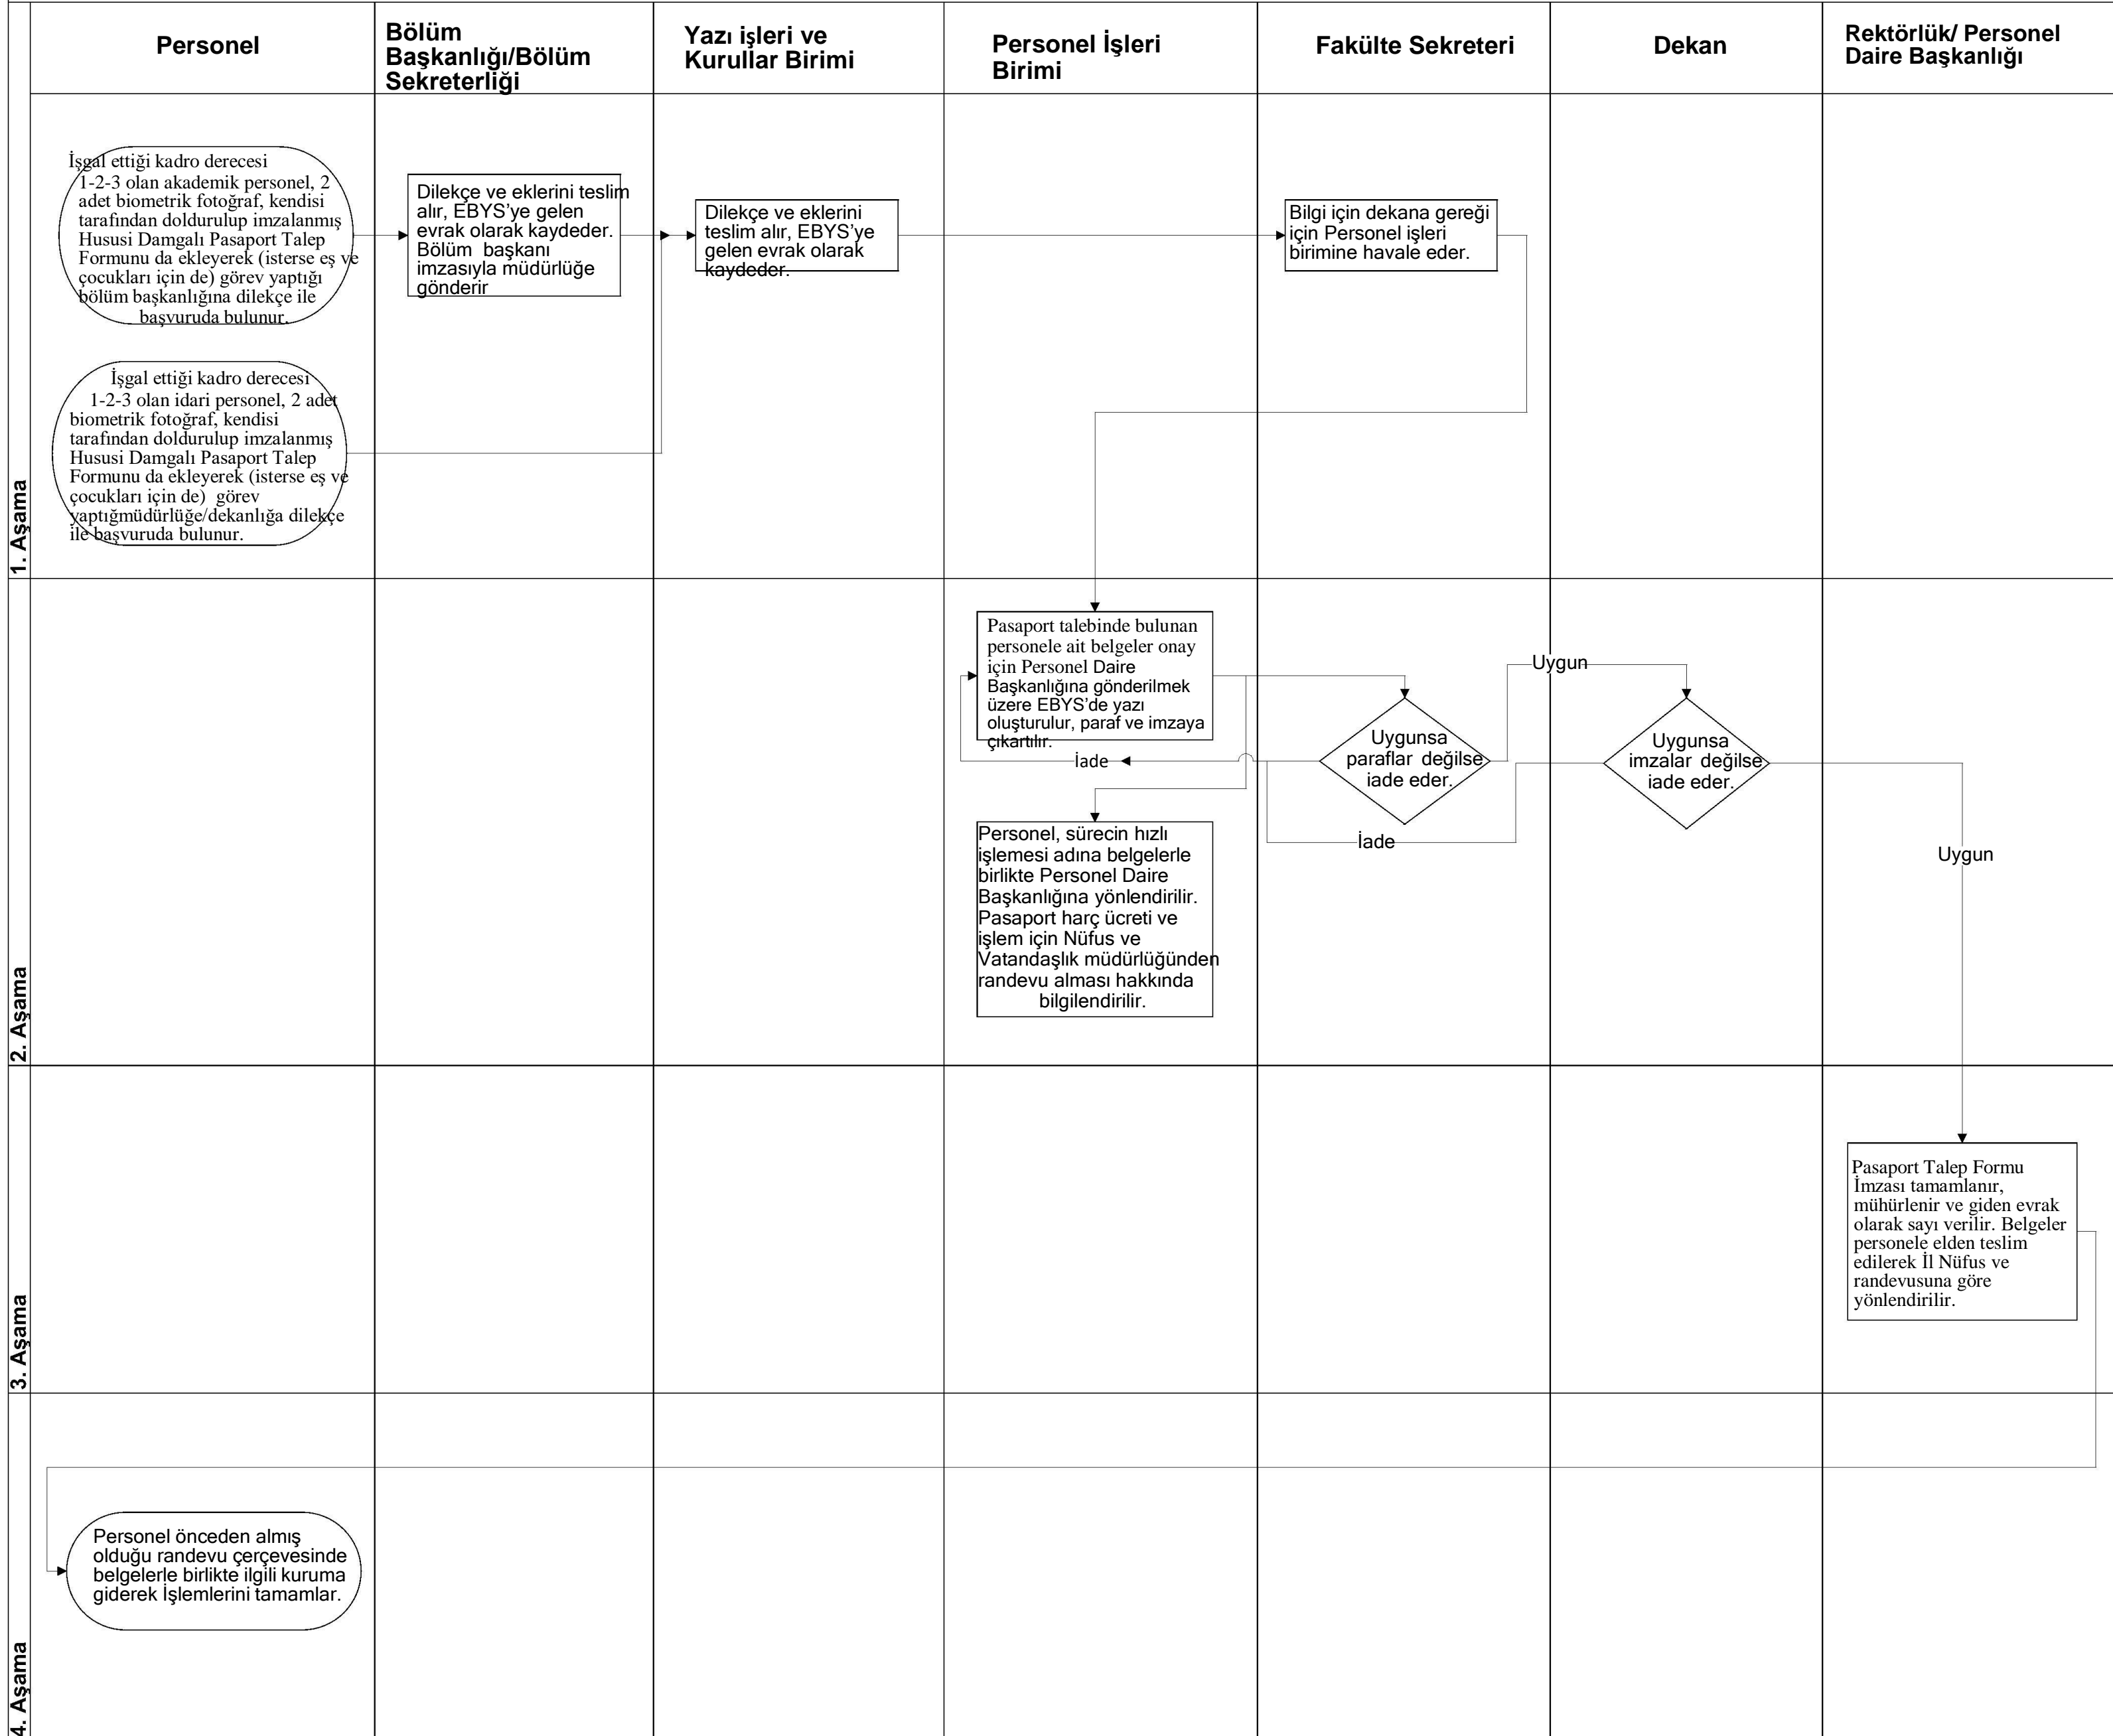 Personel
Bölüm
Başkanlığı/Bölüm
Sekreterliği
Yazı işleri ve
Kurullar Birimi
Personel İşleri
Birimi
Fakülte Sekreteri
Dekan
Rektörlük/ Personel
Daire Başkanlığı
1. Aşama
İşgal ettiği kadro derecesi
1-2-3 olan akademik personel, 2
adet biometrik fotoğraf, kendisi
tarafından doldurulup imzalanmış
Hususi Damgalı Pasaport Talep
Formunu da ekleyerek (isterse eş ve
çocukları için de) görev yaptığı
bölüm başkanlığına dilekçe ile
başvuruda bulunur.
Dilekçe ve eklerini teslim
alır, EBYS’ye gelen
evrak olarak kaydeder.
Bölüm başkanı
imzasıyla müdürlüğe
gönderir
Dilekçe ve eklerini
teslim alır, EBYS’ye
gelen evrak olarak
kaydeder.
Bilgi için dekana gereği
için Personel işleri
birimine havale eder.
İşgal ettiği kadro derecesi
1-2-3 olan idari personel, 2 adet
biometrik fotoğraf, kendisi
tarafından doldurulup imzalanmış
Hususi Damgalı Pasaport Talep
Formunu da ekleyerek (isterse eş ve
çocukları için de) görev
yaptığmüdürlüğe/dekanlığa dilekçe
ile başvuruda bulunur.
2. Aşama
Pasaport talebinde bulunan
personele ait belgeler onay
için Personel Daire
Başkanlığına gönderilmek
üzere EBYS’de yazı
oluşturulur, paraf ve imzaya
çıkartılır.
İade
Uygunsa
paraflar değilse
iade eder.
Uygun
Uygunsa
imzalar değilse
iade eder.
İade
Uygun
Personel, sürecin hızlı
işlemesi adına belgelerle
birlikte Personel Daire
Başkanlığına yönlendirilir.
Pasaport harç ücreti ve
işlem için Nüfus ve
Vatandaşlık müdürlüğünden
randevu alması hakkında
bilgilendirilir.
3. Aşama
Pasaport Talep Formu
İmzası tamamlanır,
mühürlenir ve giden evrak
olarak sayı verilir. Belgeler
personele elden teslim
edilerek İl Nüfus ve
randevusuna göre
yönlendirilir.
4. Aşama
Personel önceden almış
olduğu randevu çerçevesinde
belgelerle birlikte ilgili kuruma
giderek İşlemlerini tamamlar.